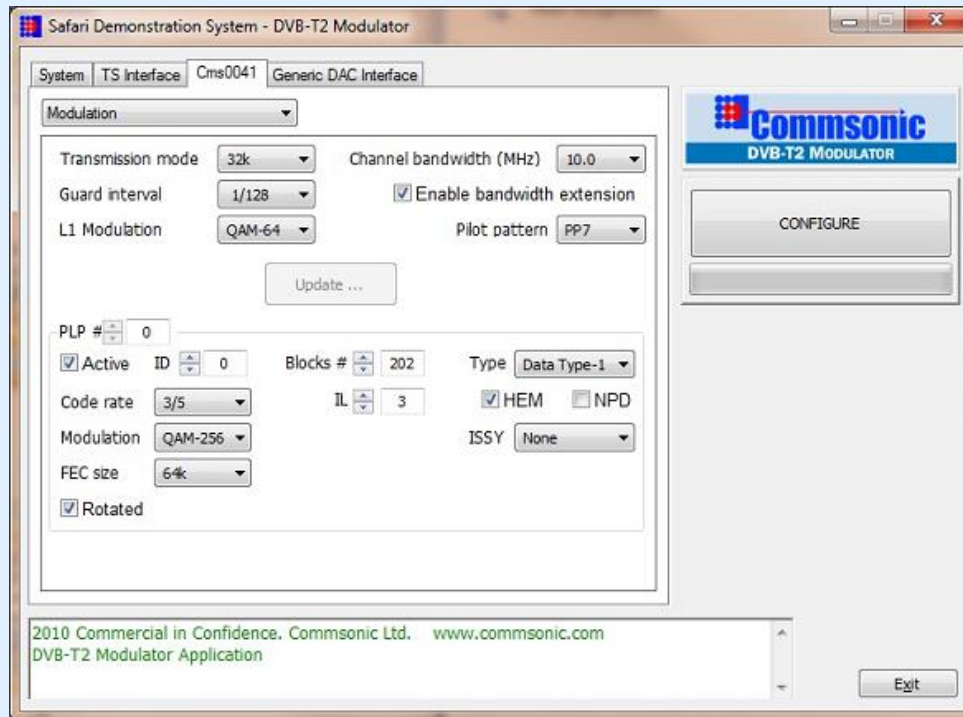 Safari Demonstration System - DVB-T2 Modulator
System TS Interface Cms0041 Generic DAC Interface
Modulation
Commsonic
DVB-T2 MODULATOR
Transmission mode 32k Channel bandwidth (MHz) 10.0
Guard interval 1/128 Enable bandwidth extension
L1 Modulation QAM-64 Pilot pattern PP7
CONFIGURE
Update ...
PLP # 0
Active ID 0 Blocks # 202 Type Data Type-1
Code rate 3/5 IL 3 HEM NPD
Modulation QAM-256 ISSY None
FEC size 64k
Rotated
2010 Commercial in Confidence. Commsonic Ltd. www.commsonic.com
DVB-T2 Modulator Application
Exit